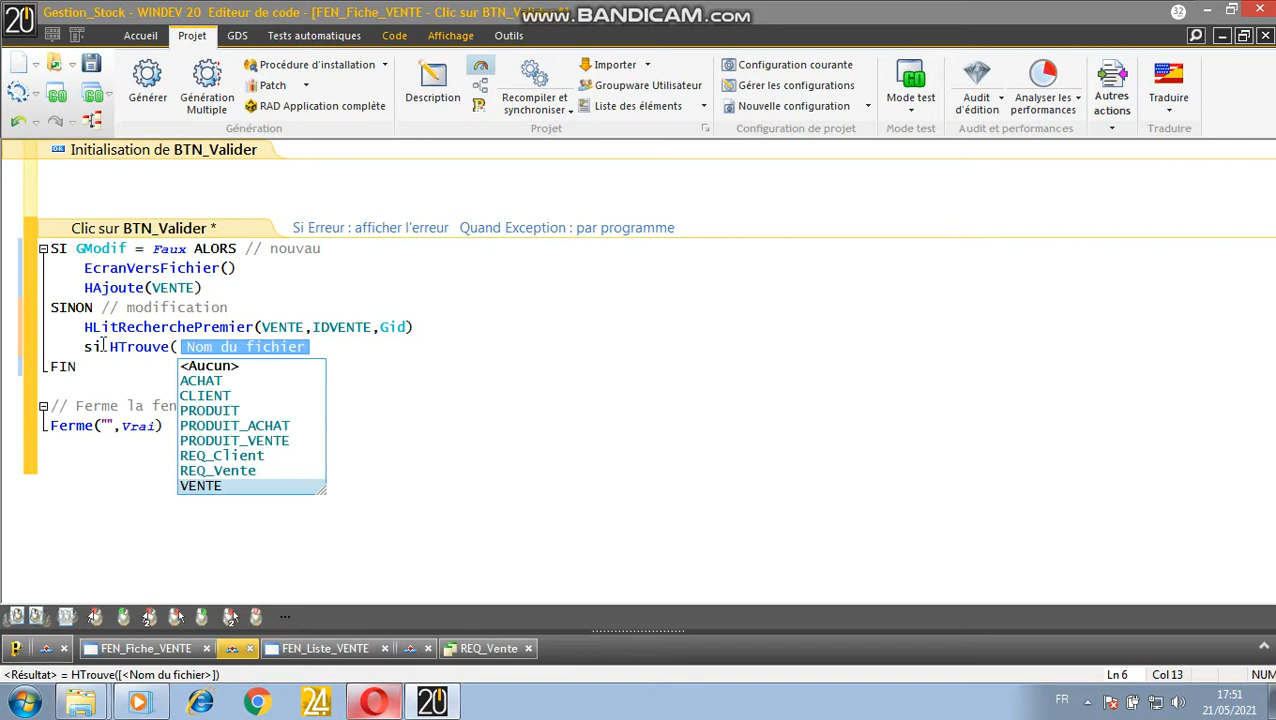 Gestion_Stock - WINDEV 20 Editeur de code - [FEN_Fiche_VENTE - Clic sur BTN_Valider
www.BANDICAM.com
32
20
Accueil Projet GDS Tests automatiques Code Affichage Outils
Générer
Génération Multiple
Procédure d'installation
Patch
RAD Application complète
Génération
Description
Recompiler et synchroniser
Importer
Groupware Utilisateur
Liste des éléments
Projet
Configuration courante
Gérer les configurations
Nouvelle configuration
Configuration de projet
GO
Mode test
Mode test
Audit d'édition
Analyser les performances
Audit et performances
Autres actions
Traduire
Traduire
Initialisation de BTN_Valider
Clic sur BTN_Valider * Si Erreur : afficher l'erreur Quand Exception : par programme
SI GModif = Faux ALORS // nouvau
EcranVersFichier()
HAjoute(VENTE)
SINON // modification
HLitRecherchePremier(VENTE,IDVENTE,Gid)
si HTrouve( Nom du fichier
FIN
<Aucun>
ACHAT
CLIENT
PRODUIT
PRODUIT_ACHAT
PRODUIT_VENTE
REQ_Client
REQ_Vente
VENTE
// Ferme la fen
Ferme("",Vrai)
...
FEN_Fiche_VENTE FEN_Liste_VENTE REQ_Vente
<Résultat> = HTrouve([<Nom du fichier>]) Ln 6 Col 13 NUM
24 20 FR 17:51
21/05/2021